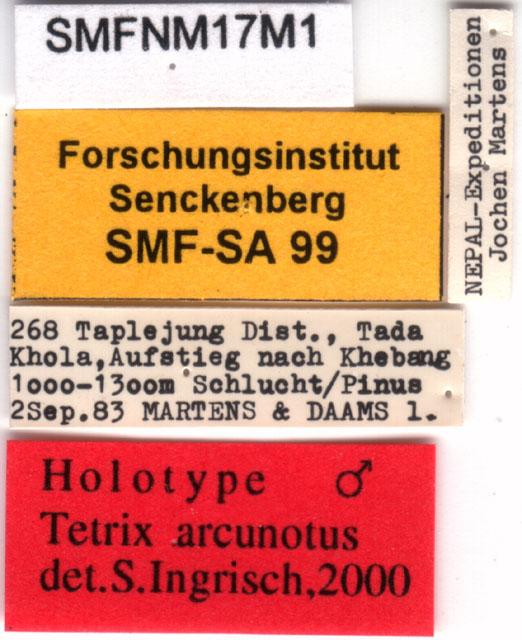 SMFNM17M1
Forschungsinstitut
Senckenberg
SMF-SA 99
NEPAL-Expeditionen
Jochen Martens
268 Taplejung Dist., Tada
Khola,Aufstieg nach Khebang
1ooo-13oom Schlucht/Pinus
2Sep.83 MARTENS & DAAMS l.
Holotype ♂
Tetrix arcunotus
det.S.Ingrisch,2000